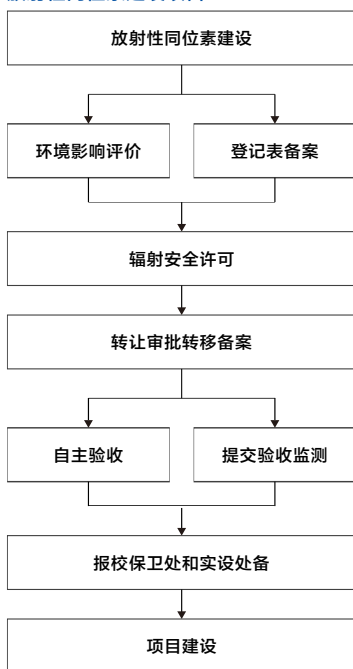 放射性同位素建设
环境影响评价
登记表备案
辐射安全许可
转让审批转移备案
自主验收
提交验收监测
报校保卫处和实设处备
项目建设